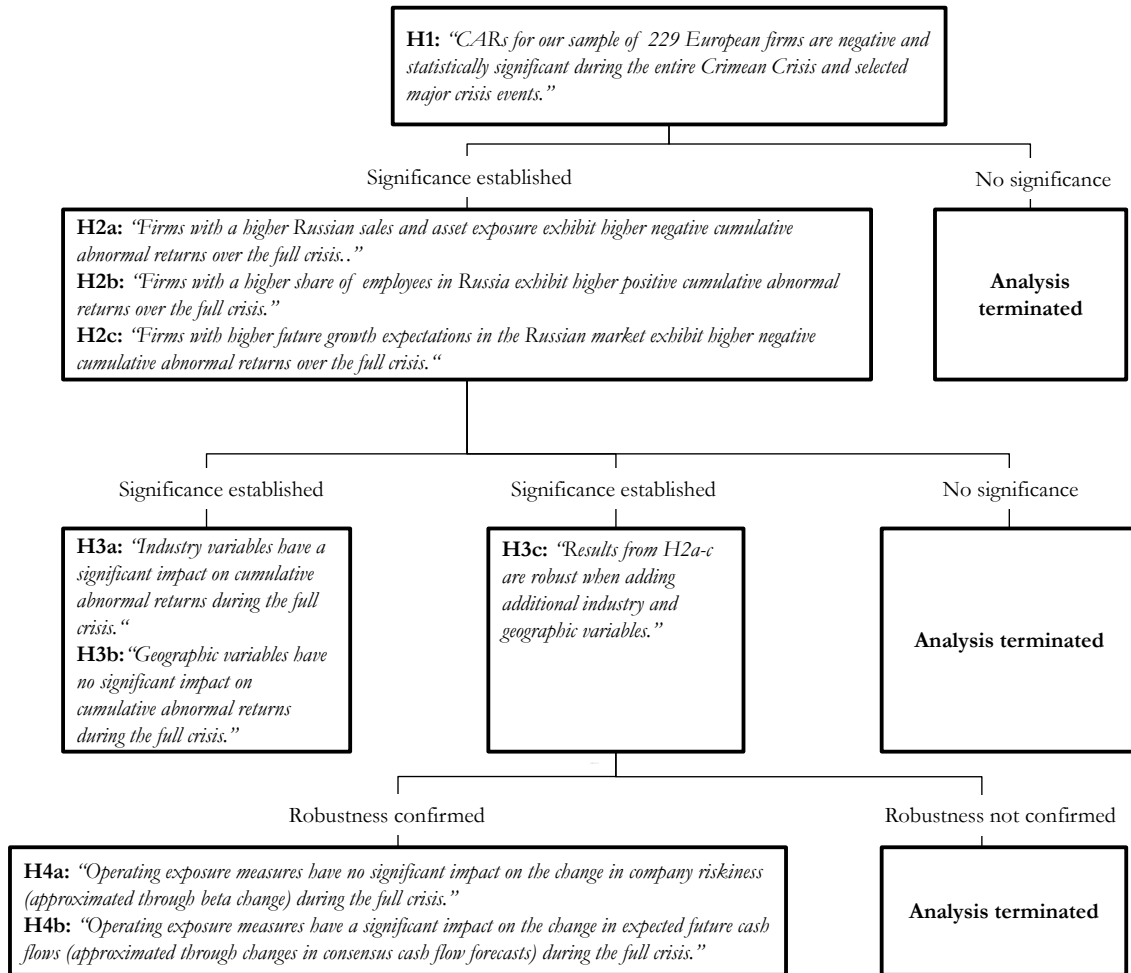 H1: “CARs for our sample of 229 European firms are negative and
statistically significant during the entire Crimean Crisis and selected
major crisis events.”
Significance established
No significance
H2a: “Firms with a higher Russian sales and asset exposure exhibit higher negative cumulative
abnormal returns over the full crisis..”
H2b: “Firms with a higher share of employees in Russia exhibit higher positive cumulative abnormal
returns over the full crisis.”
H2c: “Firms with higher future growth expectations in the Russian market exhibit higher negative
cumulative abnormal returns over the full crisis.“
Analysis
terminated
Significance established
Significance established
No significance
H3a: “Industry variables have a
significant impact on cumulative
abnormal returns during the full
crisis.“
H3b:“Geographic variables have
no significant impact on
cumulative abnormal returns
during the full crisis.”
H3c: “Results from H2a-c
are robust when adding
additional industry and
geographic variables.”
Analysis terminated
Robustness confirmed
Robustness not confirmed
H4a: “Operating exposure measures have no significant impact on the change in company riskiness
(approximated through beta change) during the full crisis.”
H4b: “Operating exposure measures have a significant impact on the change in expected future cash
flows (approximated through changes in consensus cash flow forecasts) during the full crisis.”
Analysis terminated